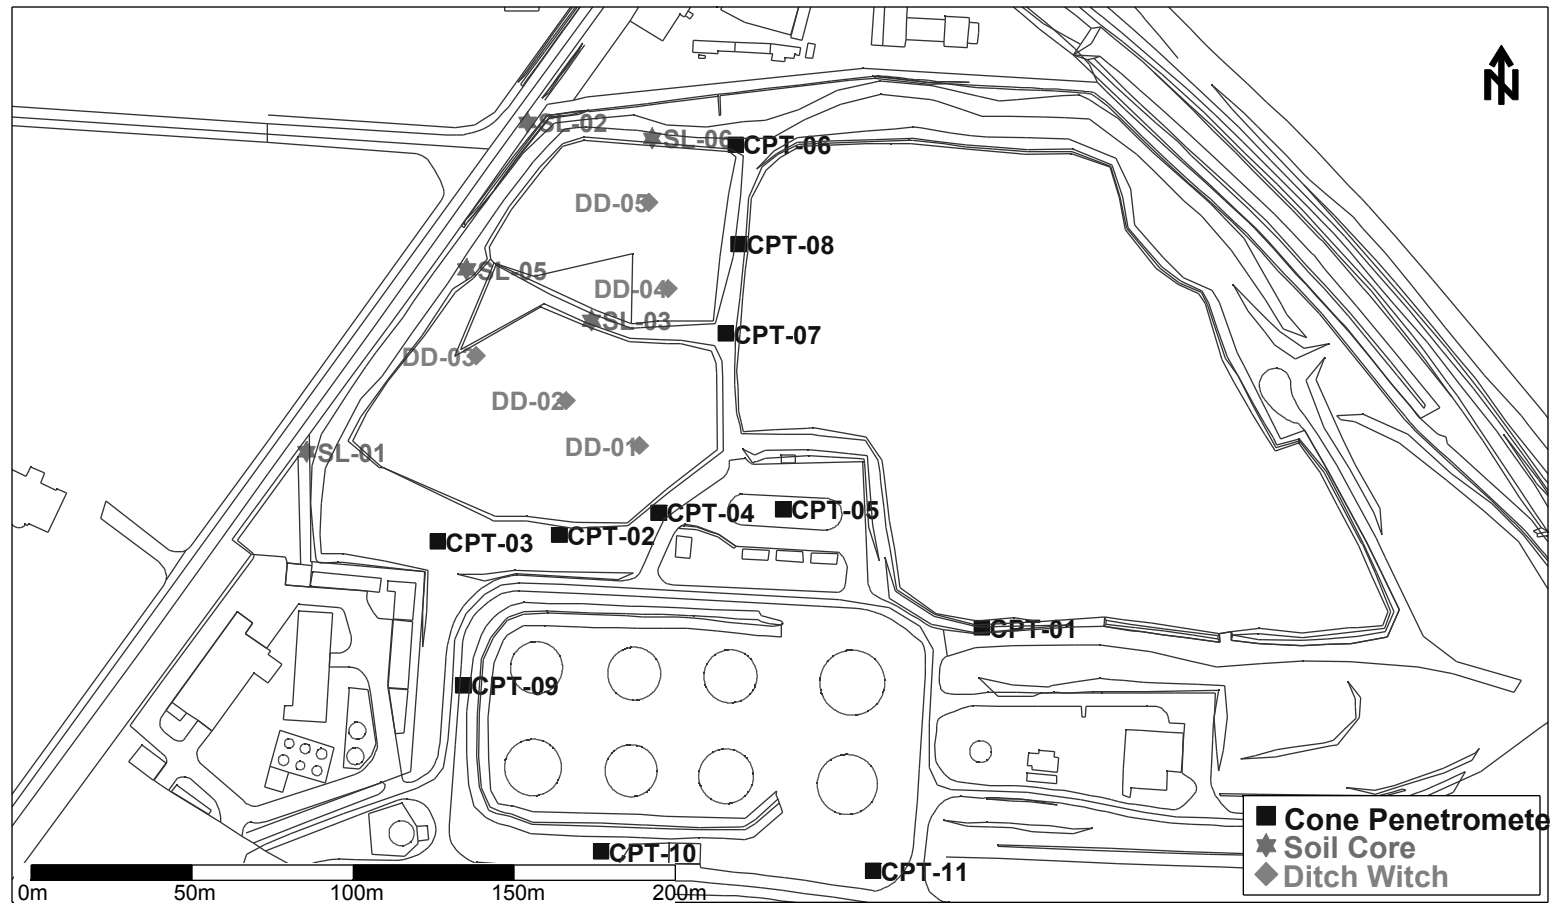 N
SL-02
SL-06
CPT-06
DD-05
CPT-08
SL-05
DD-04
SL-03
CPT-07
DD-03
DD-02
DD-01
SL-01
CPT-04
CPT-05
CPT-02
CPT-03
CPT-01
CPT-09
CPT-10
CPT-11
Cone Penetromete
Soil Core
Ditch Witch
0m 50m 100m 150m 200m